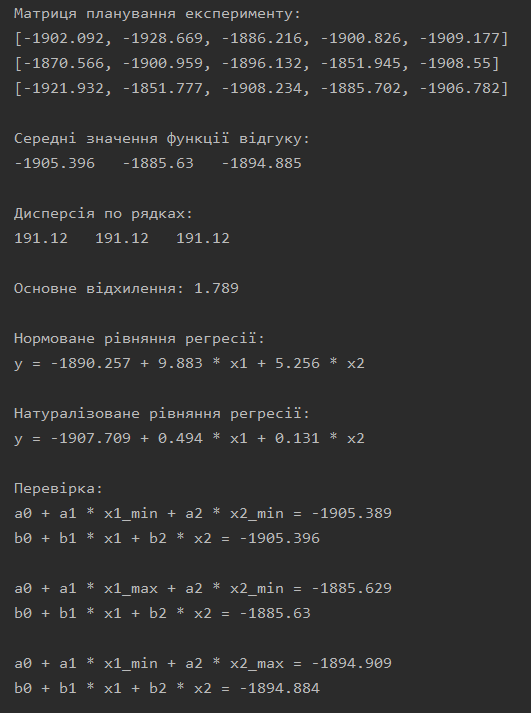 Матриця планування експерименту:
[-1902.092, -1928.669, -1886.216, -1900.826, -1909.177]
[-1870.566, -1900.959, -1896.132, -1851.945, -1908.55]
[-1921.932, -1851.777, -1908.234, -1885.702, -1906.782]
Середні значення функції відгуку:
-1905.396 -1885.63 -1894.885
Дисперсія по рядках:
191.12 191.12 191.12
Основне відхилення: 1.789
Нормоване рівняння регресії:
y = -1890.257 + 9.883 * x1 + 5.256 * x2
Натуралізоване рівняння регресії:
y = -1907.709 + 0.494 * x1 + 0.131 * x2
Перевірка:
a0 + a1 * x1_min + a2 * x2_min = -1905.389
b0 + b1 * x1 + b2 * x2 = -1905.396
a0 + a1 * x1_max + a2 * x2_min = -1885.629
b0 + b1 * x1 + b2 * x2 = -1885.63
a0 + a1 * x1_min + a2 * x2_max = -1894.909
b0 + b1 * x1 + b2 * x2 = -1894.884